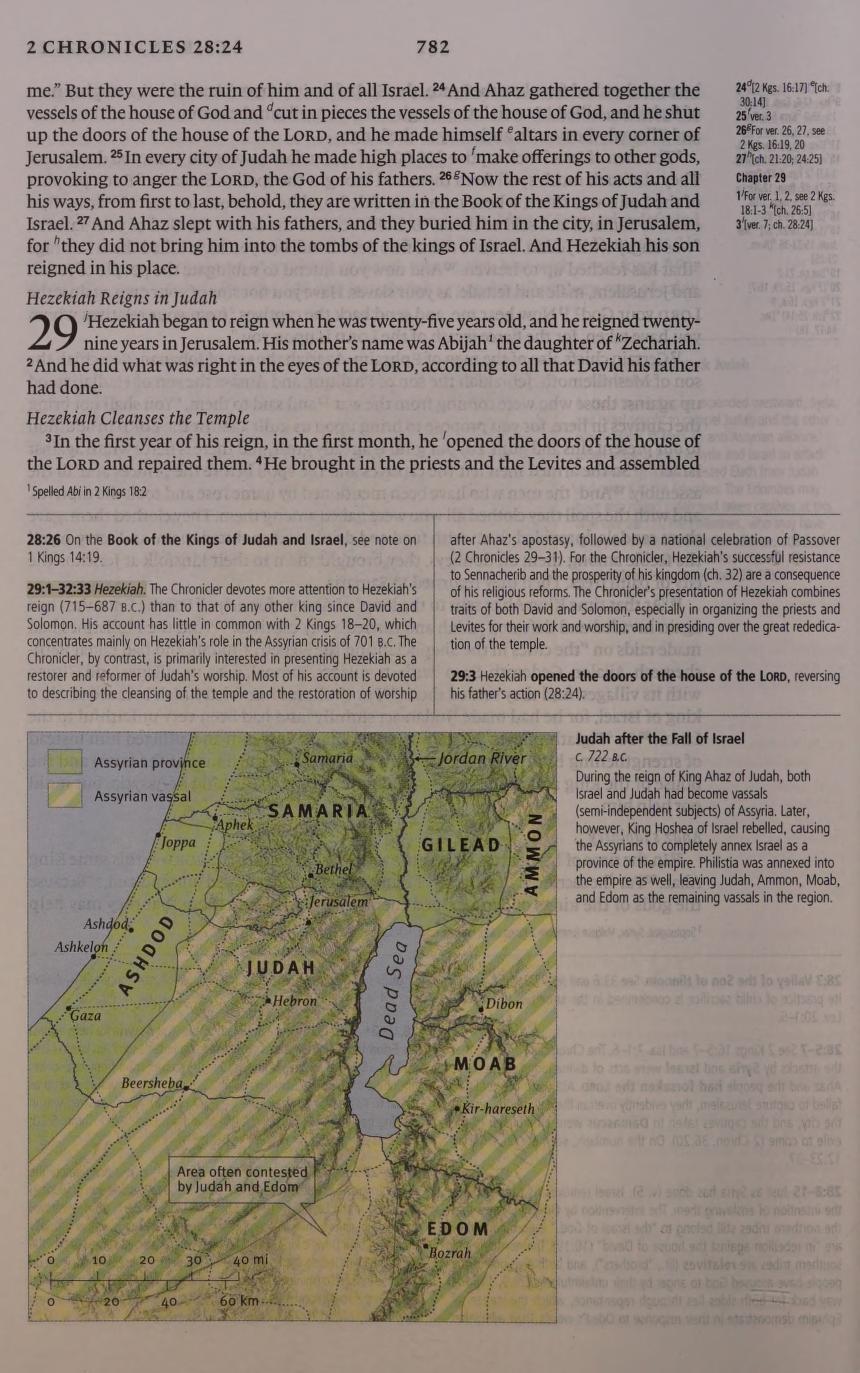 2 CHRONICLES 28:24
782
me.” But they were the ruin of him and of all Israel. 24 And Ahaz gathered together the
vessels of the house of God and d cut in pieces the vessels of the house of God, and he shut
up the doors of the house of the LORD, and he made himself e altars in every corner of
Jerusalem. 25 In every city of Judah he made high places to f make offerings to other gods,
provoking to anger the LORD, the God of his fathers. 26 g Now the rest of his acts and all
his ways, from first to last, behold, they are written in the Book of the Kings of Judah and
Israel. 27 And Ahaz slept with his fathers, and they buried him in the city, in Jerusalem,
for h they did not bring him into the tombs of the kings of Israel. And Hezekiah his son
reigned in his place.
Hezekiah Reigns in Judah
29 i Hezekiah began to reign when he was twenty-five years old, and he reigned twenty-
nine years in Jerusalem. His mother’s name was Abijah 1 the daughter of k Zechariah.
2 And he did what was right in the eyes of the LORD, according to all that David his father
had done.
Hezekiah Cleanses the Temple
3 In the first year of his reign, in the first month, he l opened the doors of the house of
the LORD and repaired them. 4 He brought in the priests and the Levites and assembled
1 Spelled Abi in 2 Kings 18:2
24 d [2 Kgs. 16:17] e [ch.
30:14]
25 f ver. 3
26 g For ver. 26, 27, see
2 Kgs. 16:19, 20
27 h [ch. 21:20; 24:25]
Chapter 29
1 i For ver. 1, 2, see 2 Kgs.
18:1-3 k [ch. 26:5]
3 l [ver. 7; ch. 28:24]
28:26 On the Book of the Kings of Judah and Israel, see note on
1 Kings 14:19.
29:1–32:33 Hezekiah. The Chronicler devotes more attention to Hezekiah’s
reign (715–687 B.C.) than to that of any other king since David and
Solomon. His account has little in common with 2 Kings 18–20, which
concentrates mainly on Hezekiah’s role in the Assyrian crisis of 701 B.C. The
Chronicler, by contrast, is primarily interested in presenting Hezekiah as a
restorer and reformer of Judah’s worship. Most of his account is devoted
to describing the cleansing of the temple and the restoration of worship
after Ahaz’s apostasy, followed by a national celebration of Passover
(2 Chronicles 29–31). For the Chronicler, Hezekiah’s successful resistance
to Sennacherib and the prosperity of his kingdom (ch. 32) are a consequence
of his religious reforms. The Chronicler’s presentation of Hezekiah combines
traits of both David and Solomon, especially in organizing the priests and
Levites for their work and worship, and in presiding over the great rededica-
tion of the temple.
29:3 Hezekiah opened the doors of the house of the LORD, reversing
his father’s action (28:24).
Assyrian province
Assyrian vassal
Samaria
Jordan River
SAMARIA
Aphek
Joppa
GILEAD
AMMON
Bethel
Jerusalem
Ashdod
Ashkelon
ASHDOD
JUDAH
Dead Sea
Hebron
Gaza
Dibon
MOAB
Beersheba
Kir-hareseth
Area often contested
by Judah and Edom
EDOM
Bozrah
0 10 20 30 40 mi
0 20 40 60 km
Judah after the Fall of Israel
c. 722 B.C.
During the reign of King Ahaz of Judah, both
Israel and Judah had become vassals
(semi-independent subjects) of Assyria. Later,
however, King Hoshea of Israel rebelled, causing
the Assyrians to completely annex Israel as a
province of the empire. Philistia was annexed into
the empire as well, leaving Judah, Ammon, Moab,
and Edom as the remaining vassals in the region.